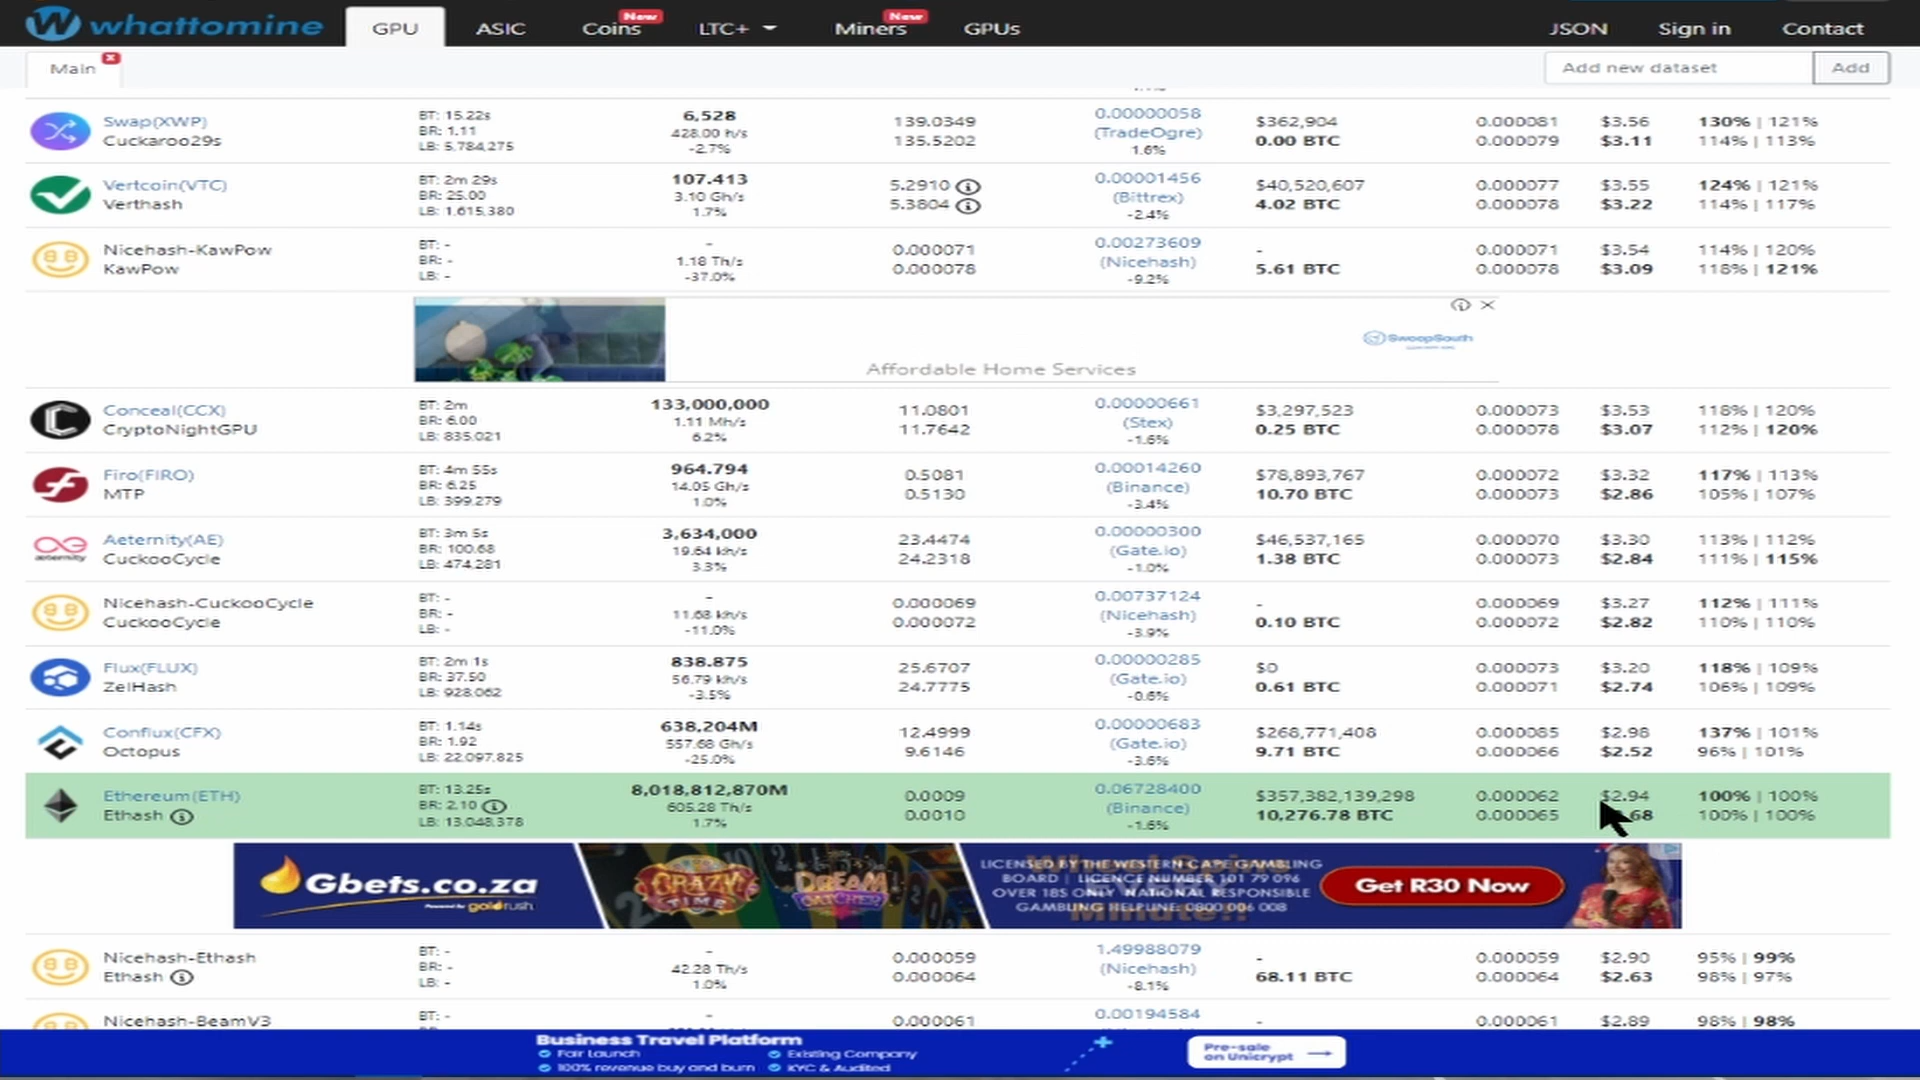 whattomine
GPU
ASIC
Coins
New
LTC+
Miners
New
GPUs
JSON
Sign in
Contact
Main
Add new dataset
Add
Swap(XWP)
Cuckaroo29s
BT: 15.22s
BR: 1.11
LB: 5,784,275
6,528
428.00 h/s
-2.7%
139.0349
135.5202
0.00000058
(TradeOgre)
1.6%
$362,904
0.00 BTC
0.000081
0.000079
$3.56
$3.11
130% | 121%
114% | 113%
Vertcoin(VTC)
Verthash
BT: 2m 29s
BR: 25.00
LB: 1,615,380
107.413
3.10 Gh/s
1.7%
5.2910
5.3804
0.00001456
(Bittrex)
-2.4%
$40,520,607
4.02 BTC
0.000077
0.000078
$3.55
$3.22
124% | 121%
114% | 117%
Nicehash-KawPow
KawPow
BT: -
BR: -
LB: -
-
1.18 Th/s
-37.0%
0.000071
0.000078
0.00273609
(Nicehash)
-9.2%
-
5.61 BTC
0.000071
0.000078
$3.54
$3.09
114% | 120%
118% | 121%
SwoopSouth
Affordable Home Services
Conceal(CCX)
CryptoNightGPU
BT: 2m
BR: 6.00
LB: 835,021
133,000,000
1.11 Mh/s
6.2%
11.0801
11.7642
0.00000661
(Stex)
-1.6%
$3,297,523
0.25 BTC
0.000073
0.000078
$3.53
$3.07
118% | 120%
112% | 120%
Firo(FIRO)
MTP
BT: 4m 55s
BR: 6.25
LB: 399,279
964.794
14.05 Gh/s
1.0%
0.5081
0.5130
0.00014260
(Binance)
-3.4%
$78,893,767
10.70 BTC
0.000072
0.000073
$3.32
$2.86
117% | 113%
105% | 107%
aeternity
Aeternity(AE)
CuckooCycle
BT: 3m 5s
BR: 100.68
LB: 474,281
3,634,000
19.64 kh/s
3.3%
23.4474
24.2318
0.00000300
(Gate.io)
-1.0%
$46,537,165
1.38 BTC
0.000070
0.000073
$3.30
$2.84
113% | 112%
111% | 115%
Nicehash-CuckooCycle
CuckooCycle
BT: -
BR: -
LB: -
-
11.68 kh/s
-11.0%
0.000069
0.000072
0.00737124
(Nicehash)
-3.9%
-
0.10 BTC
0.000069
0.000072
$3.27
$2.82
112% | 111%
110% | 110%
Flux(FLUX)
ZelHash
BT: 2m 1s
BR: 37.50
LB: 928,062
838.875
56.79 kh/s
-3.5%
25.6707
24.7775
0.00000285
(Gate.io)
-0.6%
$0
0.61 BTC
0.000073
0.000071
$3.20
$2.74
118% | 109%
106% | 109%
Conflux(CFX)
Octopus
BT: 1.14s
BR: 1.92
LB: 22,097,825
638,204M
557.68 Gh/s
-25.0%
12.4999
9.6146
0.00000683
(Gate.io)
-3.6%
$268,771,408
9.71 BTC
0.000085
0.000066
$2.98
$2.52
137% | 101%
96% | 101%
Ethereum(ETH)
Ethash
BT: 13.25s
BR: 2.10
LB: 13,048,378
8,018,812,870M
605.28 Th/s
1.7%
0.0009
0.0010
0.06728400
(Binance)
-1.6%
$357,382,139,298
10,276.78 BTC
0.000062
0.000065
$2.94
68
100% | 100%
100% | 100%
Gbets.co.za
Powered by goldrush
CRAZY TIME
DREAM CATCHER
LICENSED BY THE WESTERN CAPE GAMBLING
BOARD | LICENCE NUMBER 101 79 096
OVER 18S ONLY NATIONAL RESPONSIBLE
GAMBLING HELPLINE: 0800 006 008
Get R30 Now
Nicehash-Ethash
Ethash
BT: -
BR: -
LB: -
-
42.28 Th/s
1.0%
0.000059
0.000064
1.49988079
(Nicehash)
-8.1%
-
68.11 BTC
0.000059
0.000064
$2.90
$2.63
95% | 99%
98% | 97%
Nicehash-BeamV3
BT: -
-
0.000061
0.00194584
-
0.000061
$2.89
98% | 98%
Business Travel Platform
Fair Launch
Existing Company
100% revenue buy and burn
KYC & Audited
Pre-sale
on Unicrypt